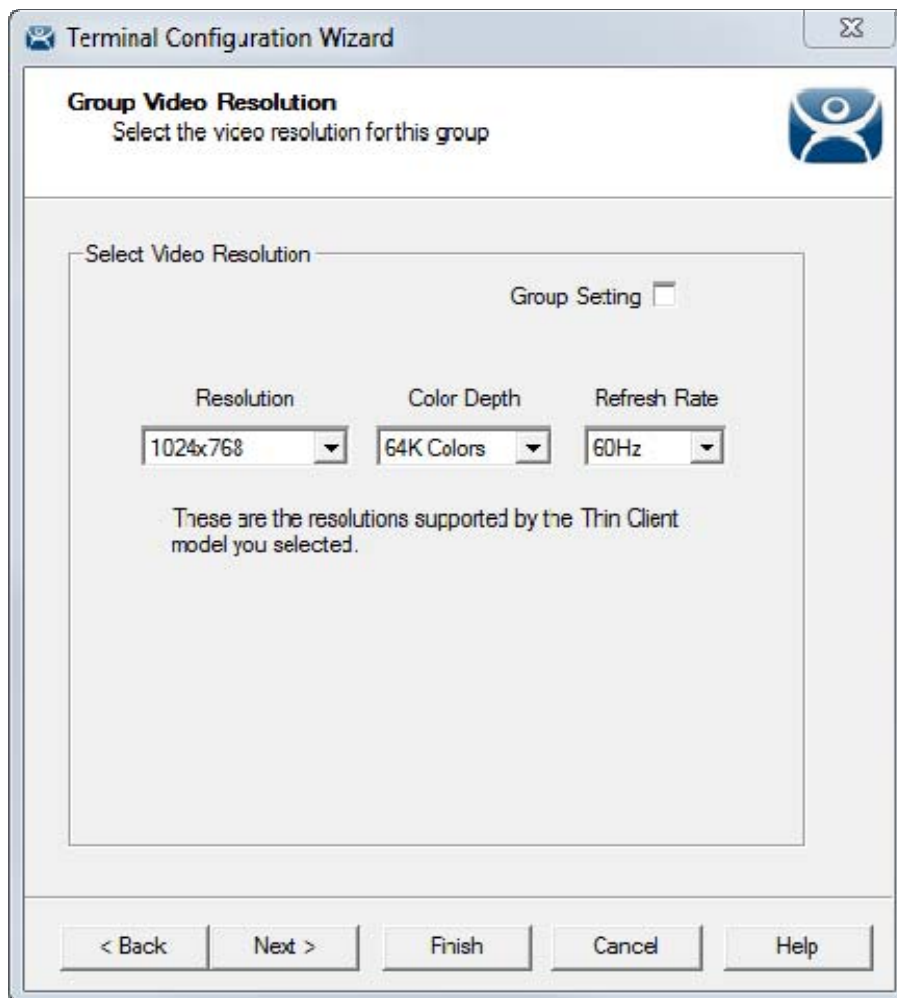 Terminal Configuration Wizard
Group Video Resolution
Select the video resolution for this group
Select Video Resolution
Group Setting
Resolution Color Depth Refresh Rate
1024x768 64K Colors 60Hz
These are the resolutions supported by the Thin Client
model you selected.
< Back Next > Finish Cancel Help